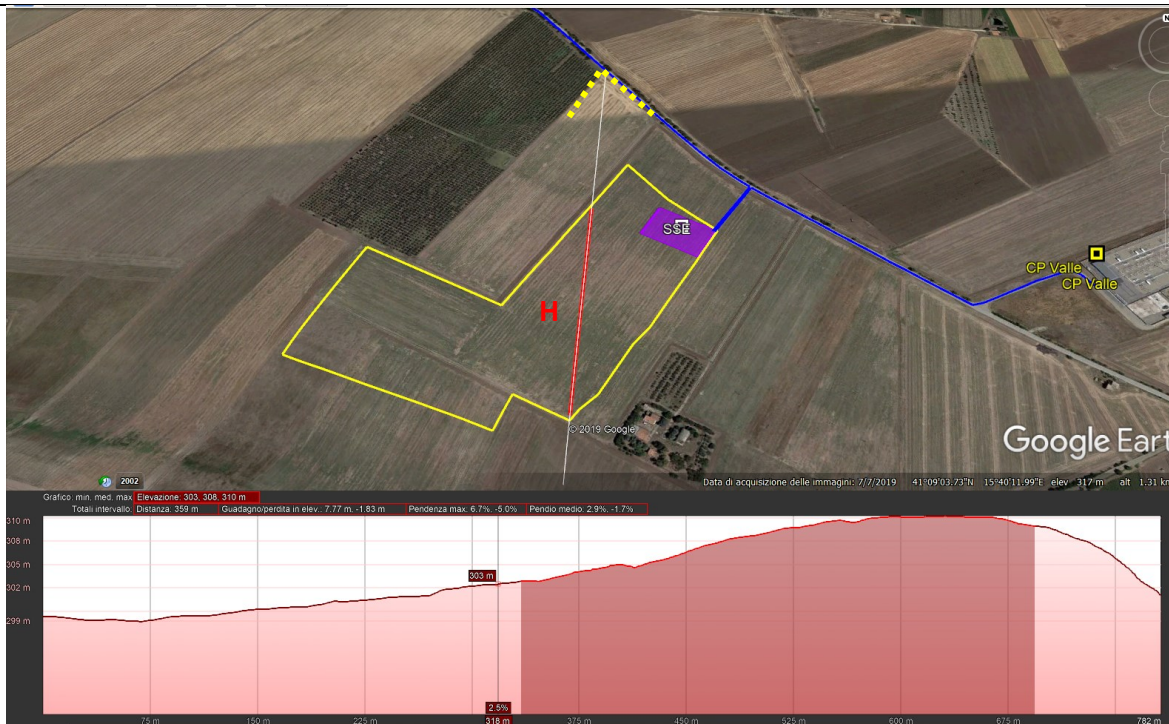 N
SSE
CP Valle
CP Valle
H
© 2019 Google
Google Eart
2002
Data di acquisizione delle immagini: 7/7/2019 41°09'03.73"N 15°40'11.99"E elev 317 m alt 1.31 km
Grafico: min, med, max Elevazione: 303, 308, 310 m
Totali intervallo: Distanza: 359 m Guadagno/perdita in elev.: 7.77 m, -1.83 m Pendenza max: 6.7%, -5.0% Pendio medio: 2.9%, -1.7%
310 m
308 m
305 m
303 m
302 m
299 m
2.5%
75 m 150 m 225 m 318 m 375 m 450 m 525 m 600 m 675 m 782 m